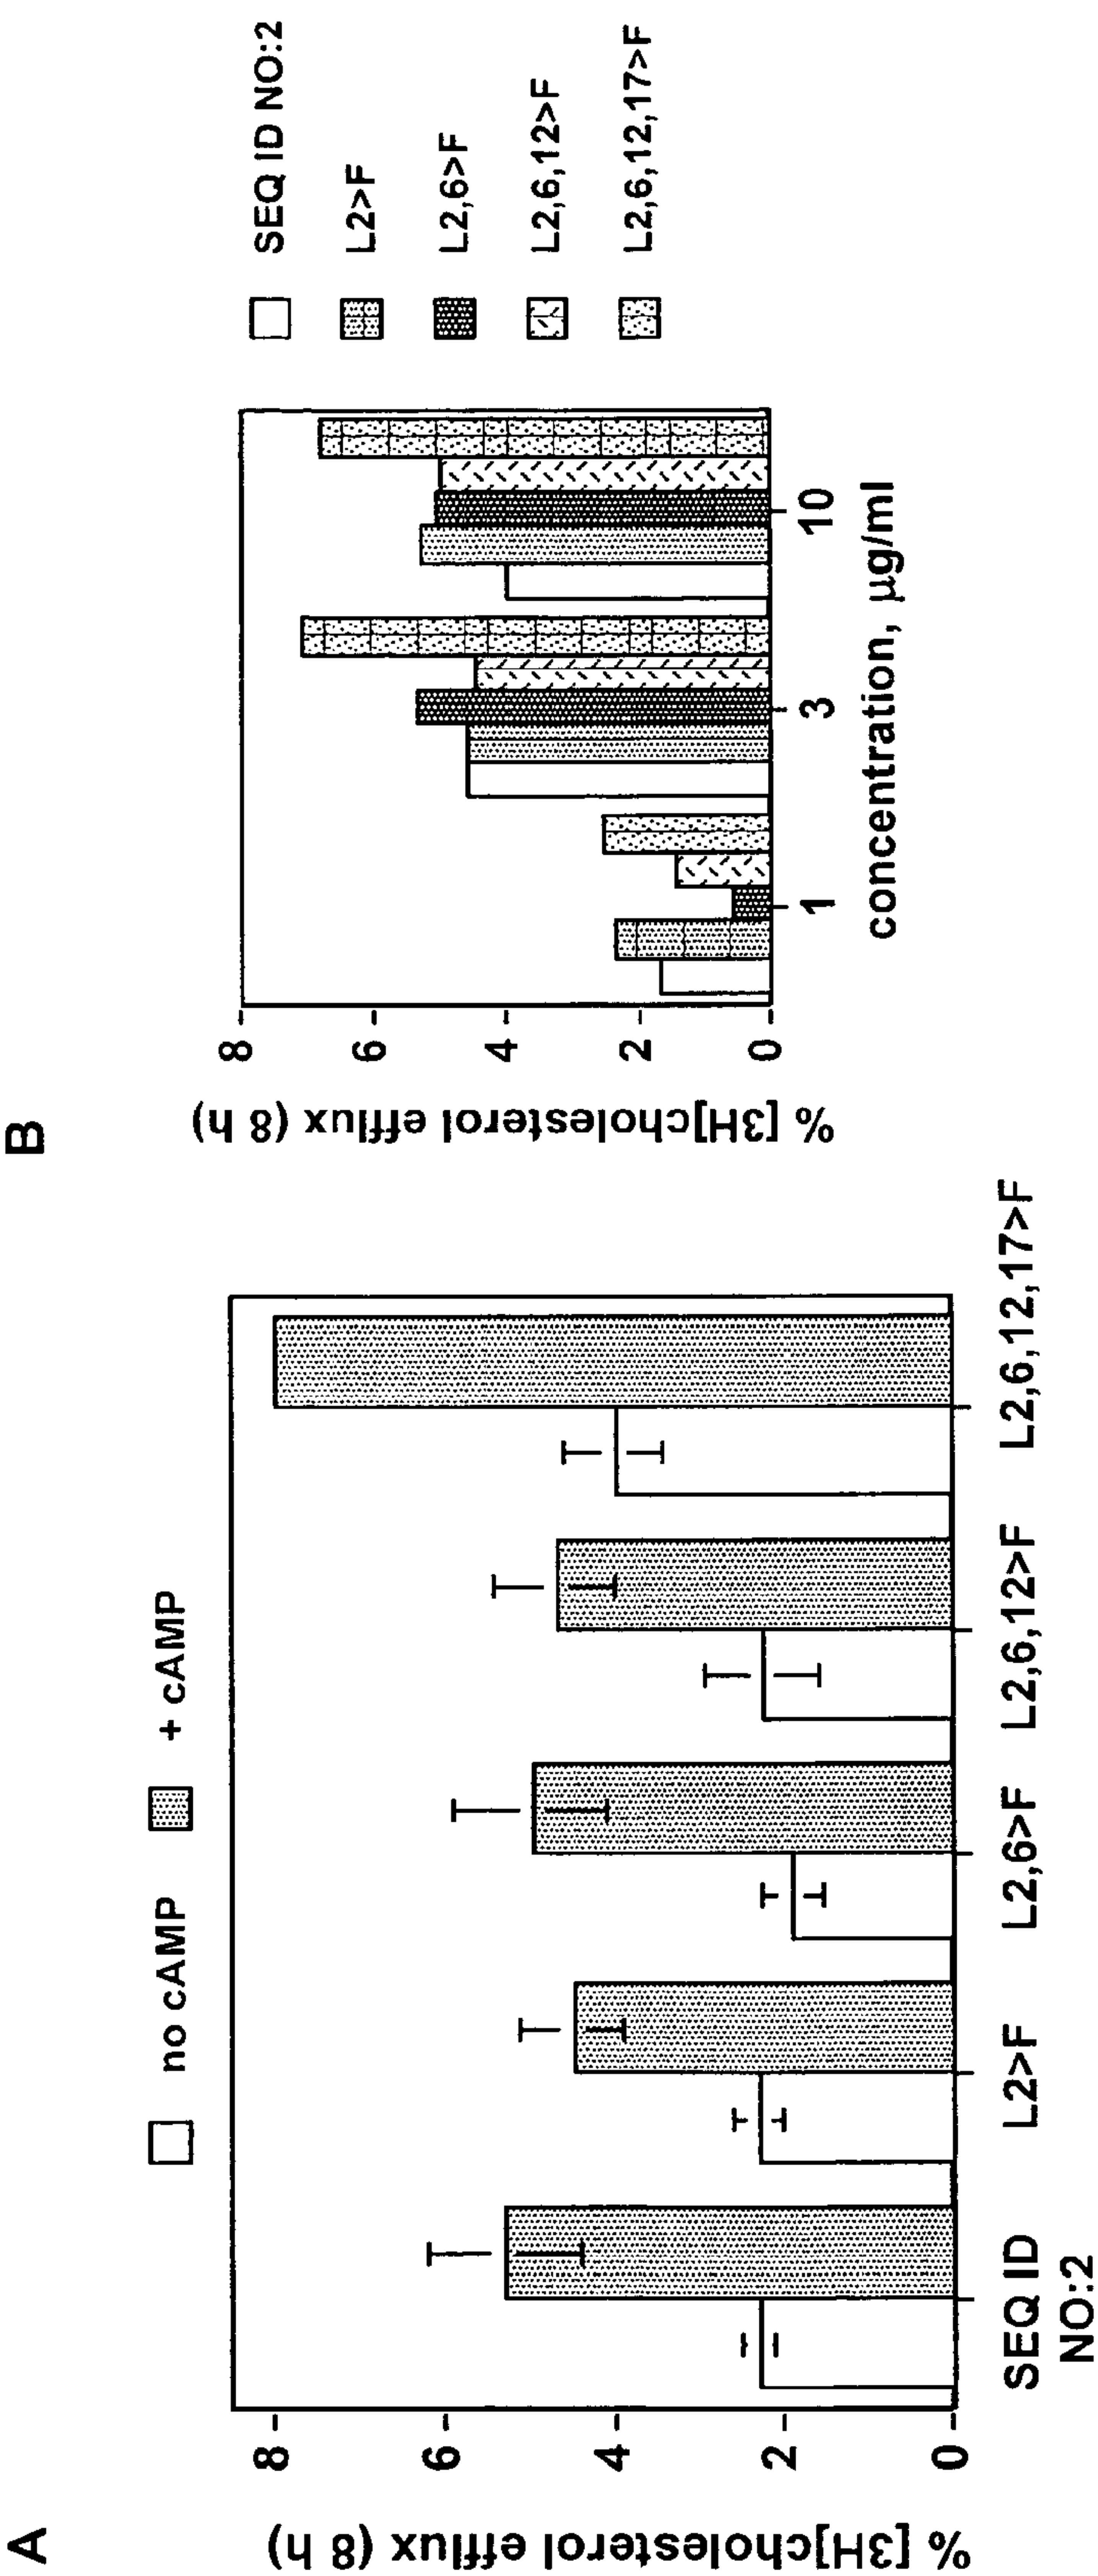 A
no cAMP
+ cAMP
% [3H]cholesterol efflux (8 h)
8
6
4
2
0
SEQ ID
NO:2
L2>F
L2,6>F
L2,6,12>F
L2,6,12,17>F
B
% [3H]cholesterol efflux (8 h)
8
6
4
2
0
1
3
10
concentration, µg/ml
SEQ ID NO:2
L2>F
L2,6>F
L2,6,12>F
L2,6,12,17>F